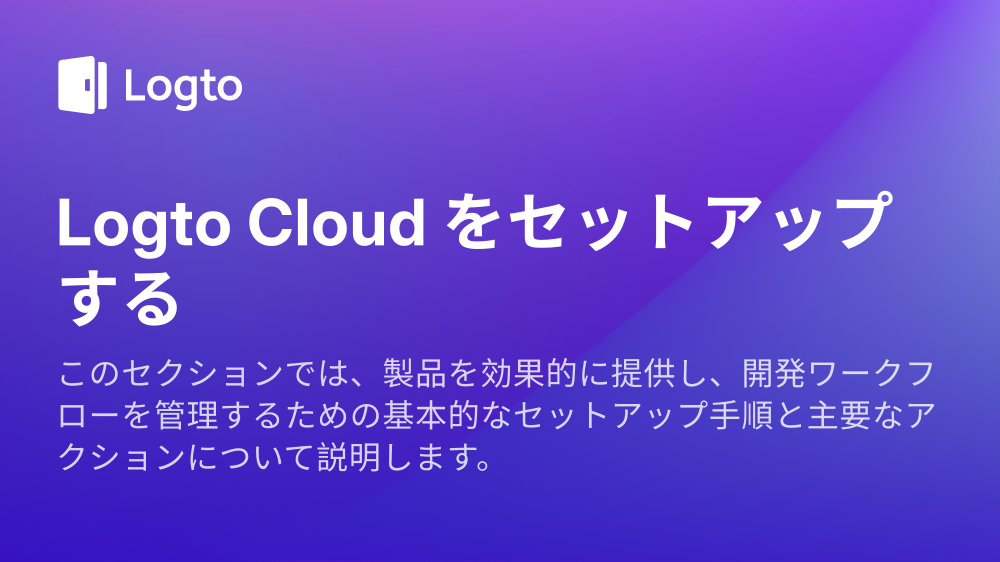 Logto
Logto Cloud をセットアップ
する
このセクションでは、製品を効果的に提供し、開発ワークフ
ローを管理するための基本的なセットアップ手順と主要なア
クションについて説明します。